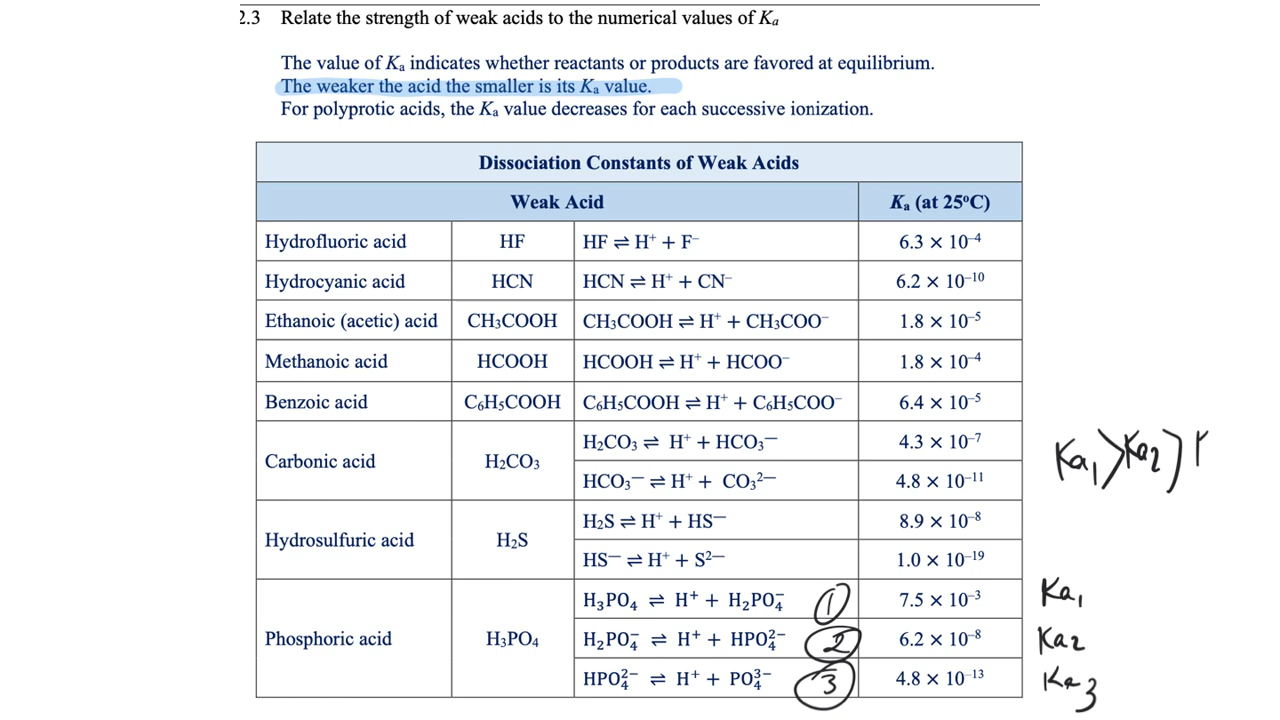 2.3 Relate the strength of weak acids to the numerical values of Kₐ
The value of Kₐ indicates whether reactants or products are favored at equilibrium.
The weaker the acid the smaller is its Kₐ value.
For polyprotic acids, the Kₐ value decreases for each successive ionization.
Dissociation Constants of Weak Acids
Weak Acid Kₐ (at 25ºC)
Hydrofluoric acid HF HF ⇌ H⁺ + F⁻ 6.3 × 10⁻⁴
Hydrocyanic acid HCN HCN ⇌ H⁺ + CN⁻ 6.2 × 10⁻¹⁰
Ethanoic (acetic) acid CH₃COOH CH₃COOH ⇌ H⁺ + CH₃COO⁻ 1.8 × 10⁻⁵
Methanoic acid HCOOH HCOOH ⇌ H⁺ + HCOO⁻ 1.8 × 10⁻⁴
Benzoic acid C₆H₅COOH C₆H₅COOH ⇌ H⁺ + C₆H₅COO⁻ 6.4 × 10⁻⁵
Carbonic acid H₂CO₃ H₂CO₃ ⇌ H⁺ + HCO₃⁻ 4.3 × 10⁻⁷
HCO₃⁻ ⇌ H⁺ + CO₃²⁻ 4.8 × 10⁻¹¹
Ka₁ > Ka₂ >
Hydrosulfuric acid H₂S H₂S ⇌ H⁺ + HS⁻ 8.9 × 10⁻⁸
HS⁻ ⇌ H⁺ + S²⁻ 1.0 × 10⁻¹⁹
Phosphoric acid H₃PO₄ H₃PO₄ ⇌ H⁺ + H₂PO₄⁻ 1 7.5 × 10⁻³ Ka₁
H₂PO₄⁻ ⇌ H⁺ + HPO₄²⁻ 2 6.2 × 10⁻⁸ Ka₂
HPO₄²⁻ ⇌ H⁺ + PO₄³⁻ 3 4.8 × 10⁻¹³ Ka₃